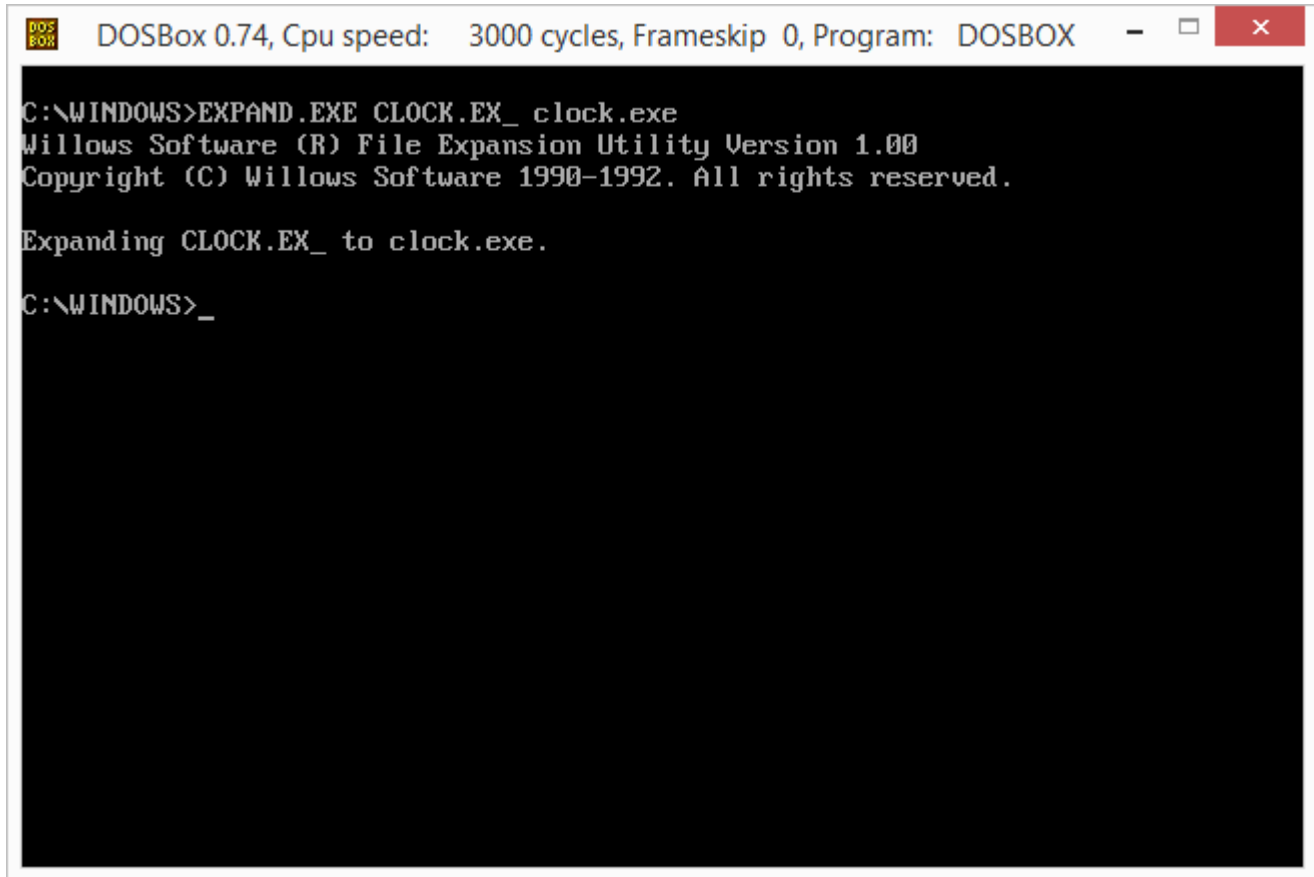 DOS
BOX
DOSBox 0.74, Cpu speed: 3000 cycles, Frameskip 0, Program: DOSBOX
C:\WINDOWS>EXPAND.EXE CLOCK.EX_ clock.exe
Willows Software (R) File Expansion Utility Version 1.00
Copyright (C) Willows Software 1990-1992. All rights reserved.
Expanding CLOCK.EX_ to clock.exe.
C:\WINDOWS>_